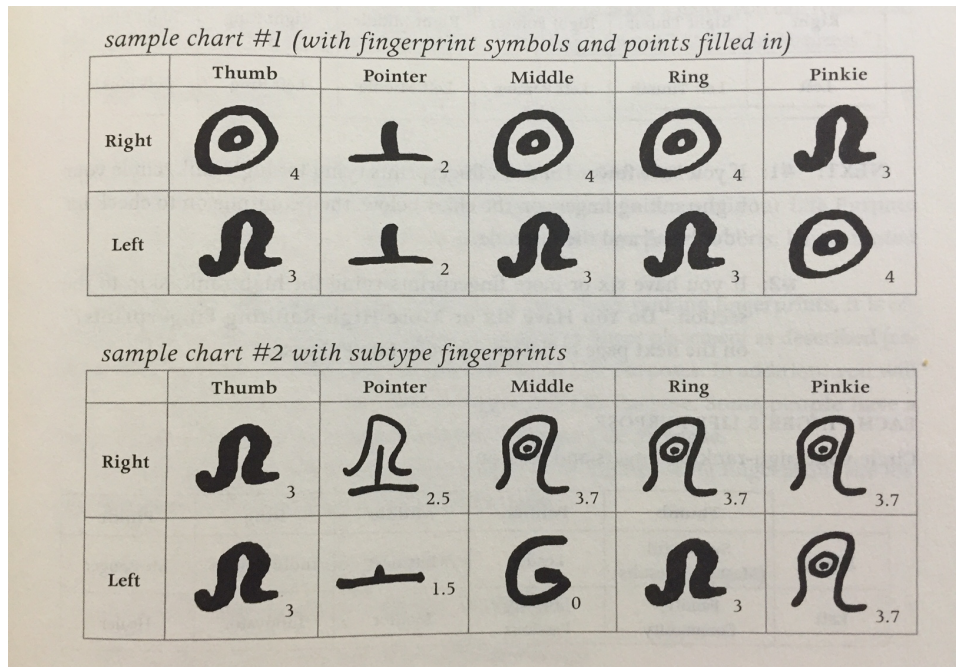 sample chart #1 (with fingerprint symbols and points filled in)
Thumb Pointer Middle Ring Pinkie
Right 4 2 4 4 3
Left 3 2 3 3 4
sample chart #2 with subtype fingerprints
Thumb Pointer Middle Ring Pinkie
Right 3 2.5 3.7 3.7 3.7
Left 3 1.5 0 3 3.7